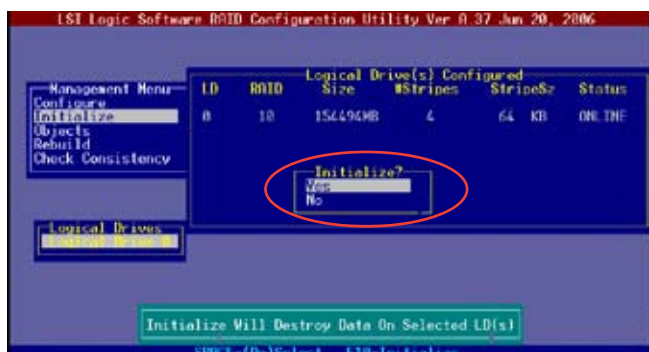 LSI Logic Software RAID Configuration Utility Ver A.37 Jun 20, 2006
Management Menu
Configure
Initialize
Objects
Rebuild
Check Consistency
Logical Drive(s) Configured
LD RAID Size #Stripes StripeSz Status
0 10 154494MB 4 64 KB ONLINE
Initialize?
Yes
No
Logical Drives
Logical Drive 0
Initialize Will Destroy Data On Selected LD(s)